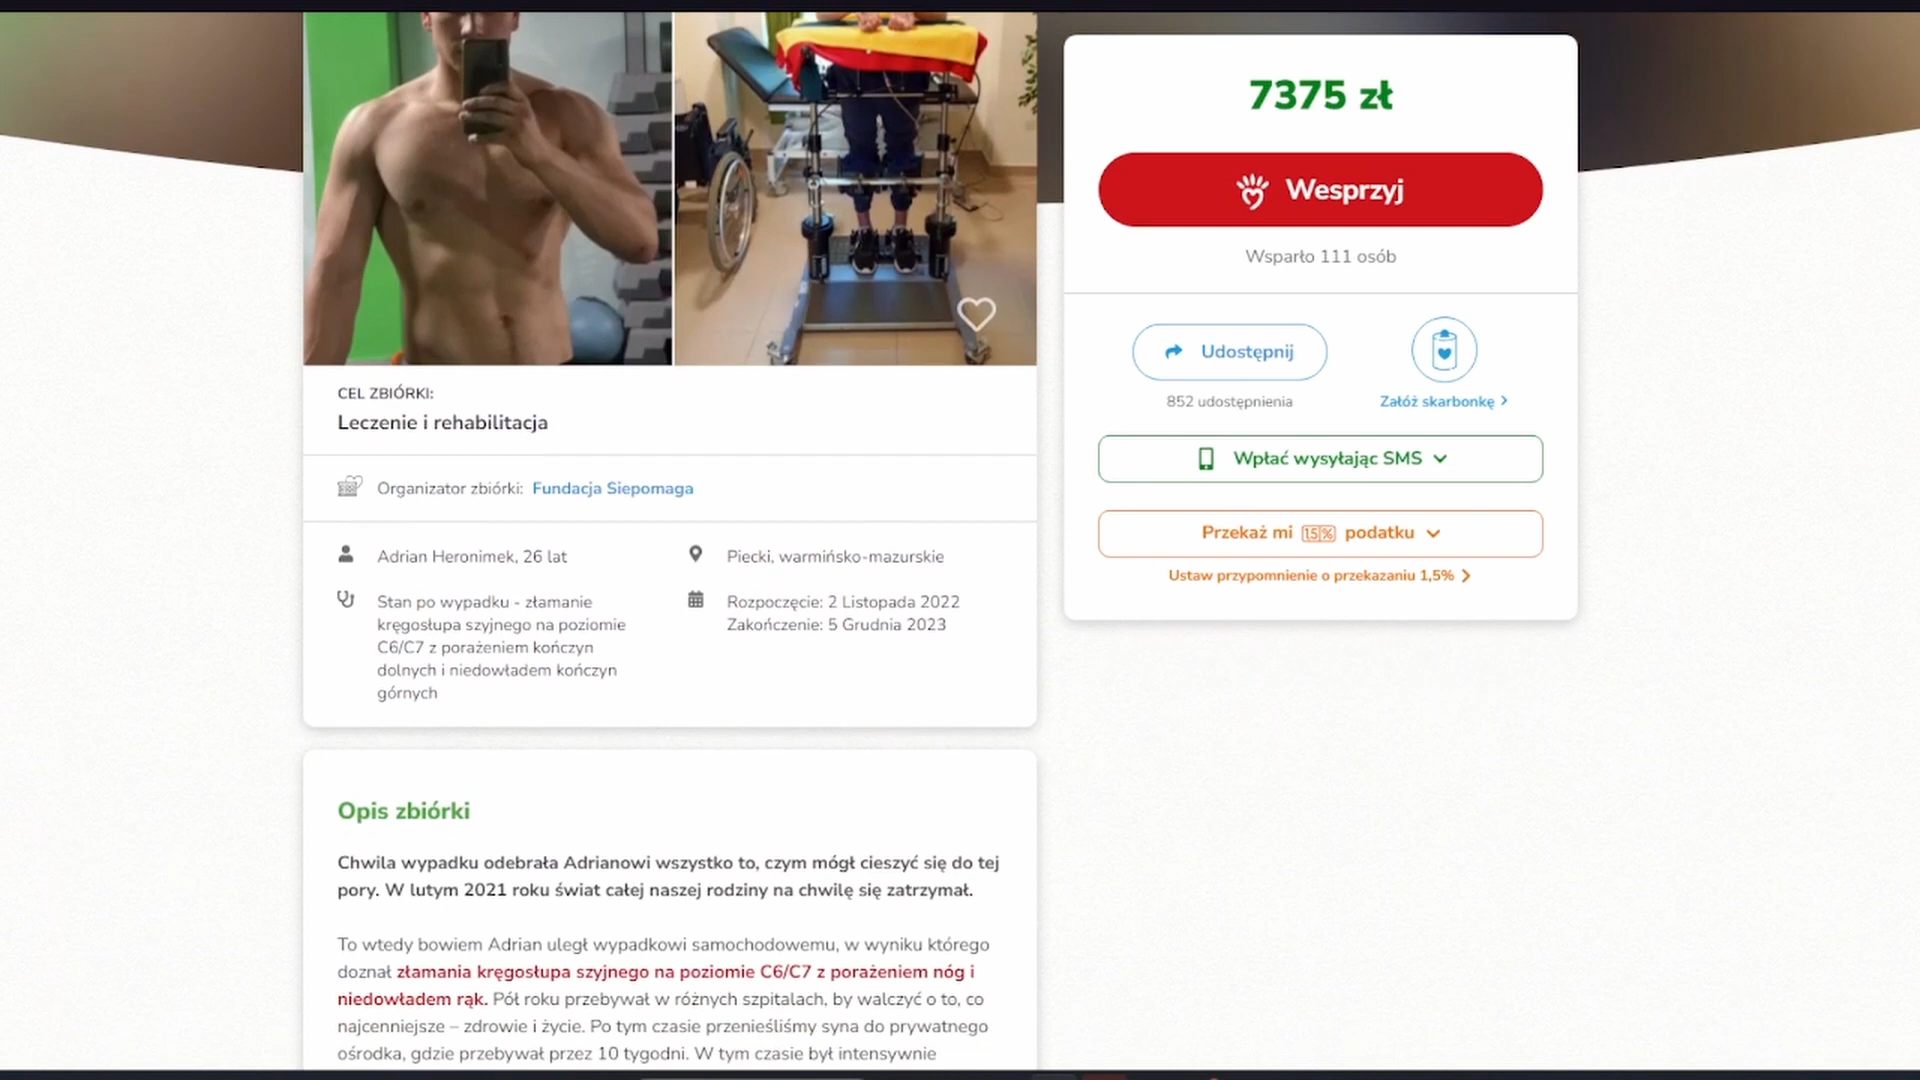 7375 zł
Wesprzyj
Wsparło 111 osób
Udostępnij
852 udostępnienia
Załóż skarbonkę
Wpłać wysyłając SMS
Przekaż mi 1,5% podatku
Ustaw przypomnienie o przekazaniu 1,5%
CEL ZBIÓRKI:
Leczenie i rehabilitacja
Organizator zbiórki: Fundacja Siepomaga
Adrian Heronimek, 26 lat
Stan po wypadku - złamanie
kręgosłupa szyjnego na poziomie
C6/C7 z porażeniem kończyn
dolnych i niedowładem kończyn
górnych
Piecki, warmińsko-mazurskie
Rozpoczęcie: 2 Listopada 2022
Zakończenie: 5 Grudnia 2023
Opis zbiórki
Chwila wypadku odebrała Adrianowi wszystko to, czym mógł cieszyć się do tej
pory. W lutym 2021 roku świat całej naszej rodziny na chwilę się zatrzymał.
To wtedy bowiem Adrian uległ wypadkowi samochodowemu, w wyniku którego
doznał złamania kręgosłupa szyjnego na poziomie C6/C7 z porażeniem nóg i
niedowładem rąk. Pół roku przebywał w różnych szpitalach, by walczyć o to, co
najcenniejsze – zdrowie i życie. Po tym czasie przenieśliśmy syna do prywatnego
ośrodka, gdzie przebywał przez 10 tygodni. W tym czasie był intensywnie